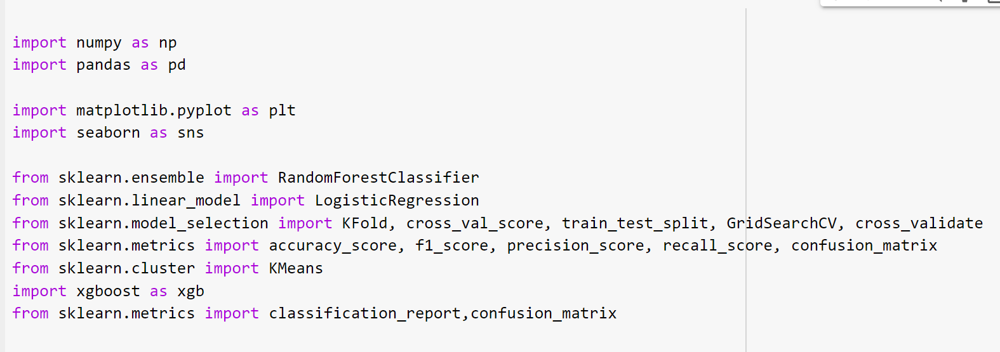 import numpy as np
import pandas as pd
import matplotlib.pyplot as plt
import seaborn as sns
from sklearn.ensemble import RandomForestClassifier
from sklearn.linear_model import LogisticRegression
from sklearn.model_selection import KFold, cross_val_score, train_test_split, GridSearchCV, cross_validate
from sklearn.metrics import accuracy_score, f1_score, precision_score, recall_score, confusion_matrix
from sklearn.cluster import KMeans
import xgboost as xgb
from sklearn.metrics import classification_report,confusion_matrix